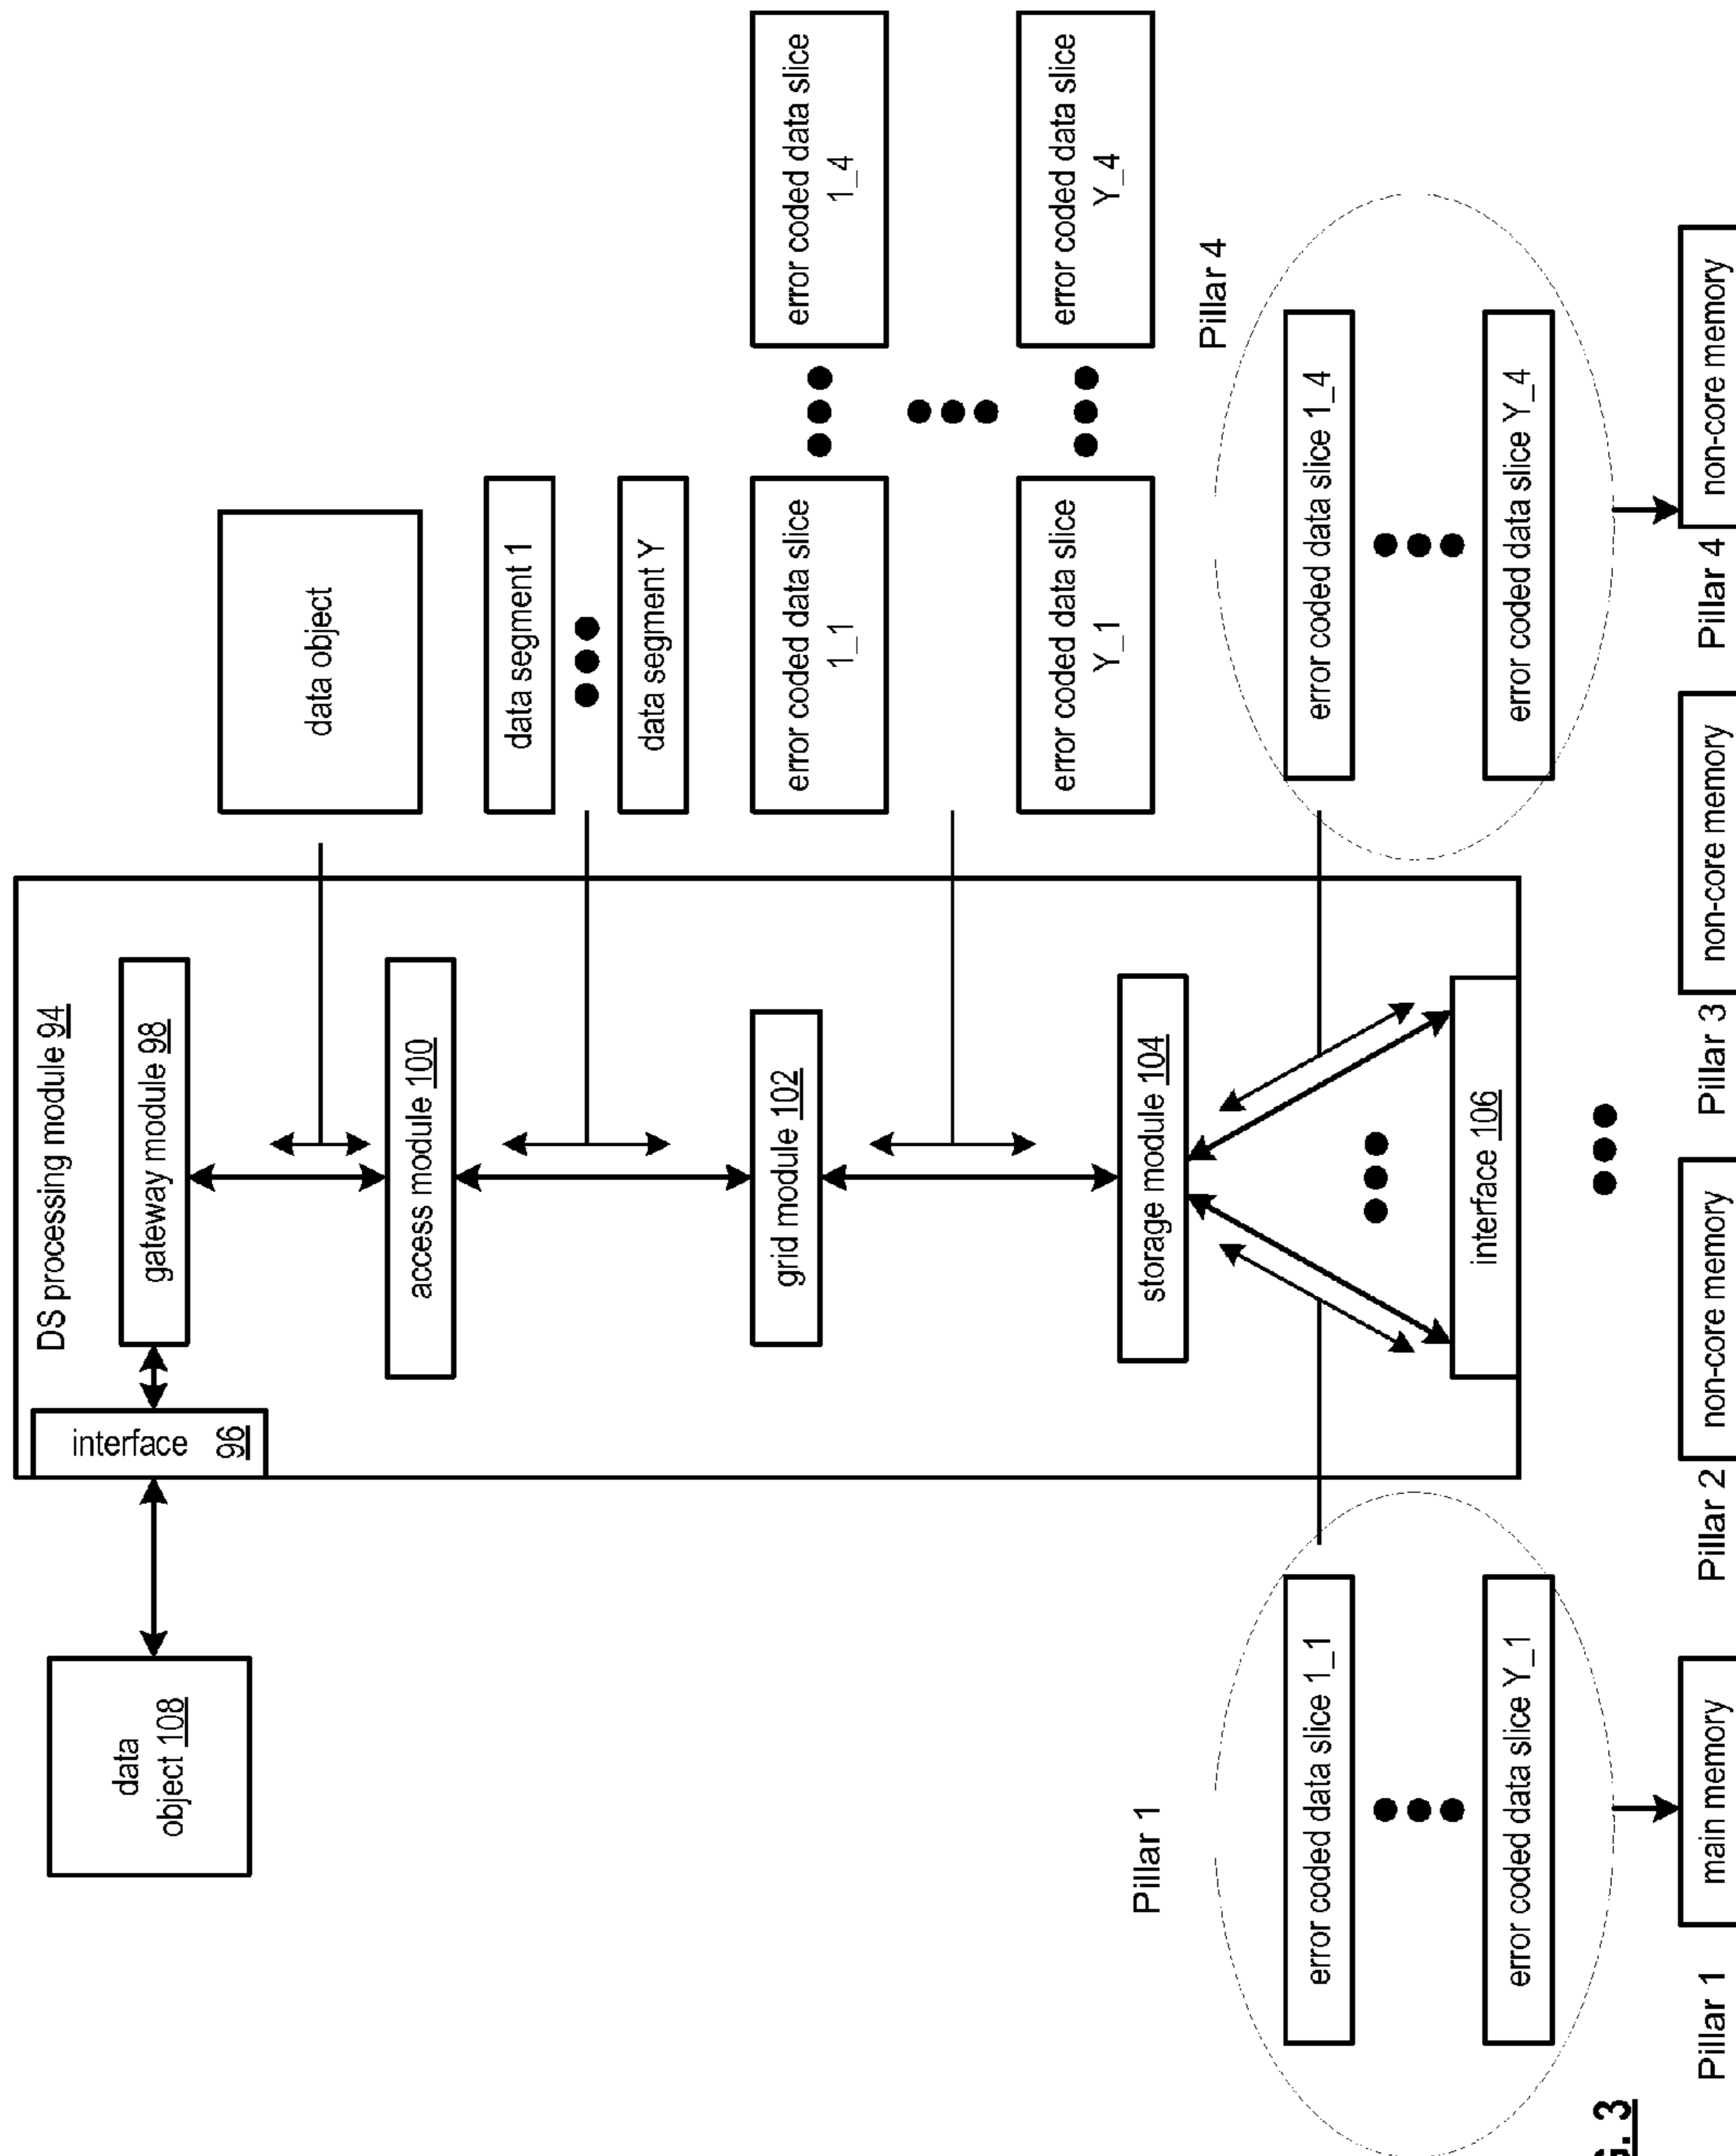 DS processing module 94
data
object 108
interface 96
gateway module 98
data object
access module 100
data segment 1
data segment Y
grid module 102
error coded data slice
1_1
error coded data slice
1_4
error coded data slice
Y_1
error coded data slice
Y_4
storage module 104
Pillar 1
Pillar 4
error coded data slice 1_1
error coded data slice 1_4
error coded data slice Y_1
error coded data slice Y_4
interface 106
Pillar 1
main memory
Pillar 2
non-core memory
Pillar 3
non-core memory
Pillar 4
non-core memory
G. 3